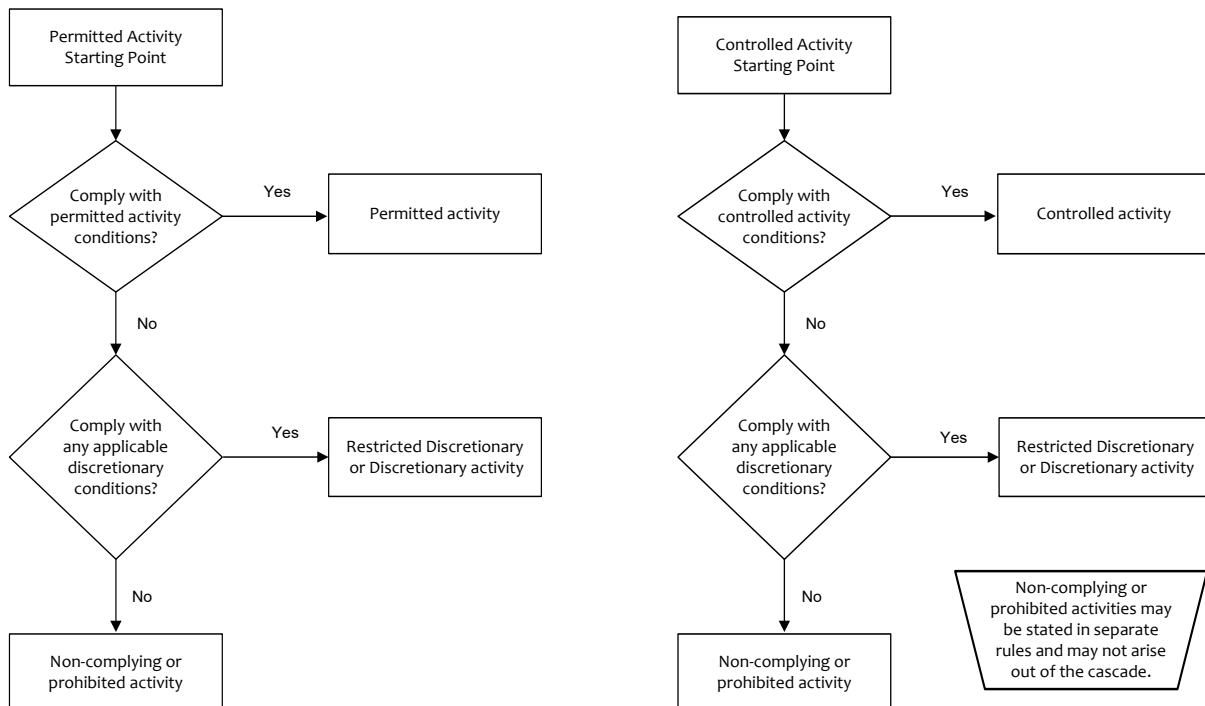 Permitted Activity
Starting Point
Comply with
permitted activity
conditions?
Yes
Permitted activity
No
Comply with
any applicable
discretionary
conditions?
Yes
Restricted Discretionary
or Discretionary activity
No
Non-complying or
prohibited activity
Controlled Activity
Starting Point
Comply with
controlled activity
conditions?
Yes
Controlled activity
No
Comply with
any applicable
discretionary
conditions?
Yes
Restricted Discretionary
or Discretionary activity
No
Non-complying or
prohibited activity
Non-complying or
prohibited activities may
be stated in separate
rules and may not arise
out of the cascade.